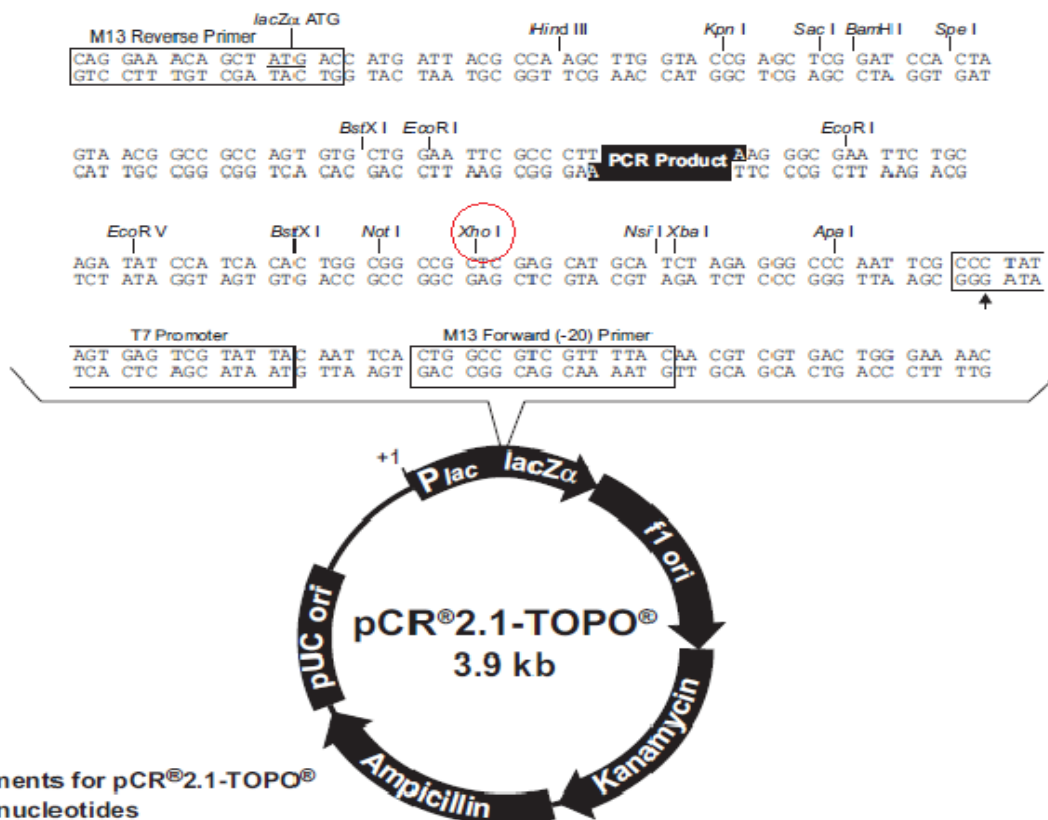 lacZα ATG
M13 Reverse Primer Hind III Kpn I Sac I BamH I Spe I
CAG GAA ACA GCT ATG ACC ATG ATT ACG CCA AGC TTG GTA CCG AGC TCG GAT CCA CTA
GTC CTT TGT CGA TAC TGG TAC TAA TGC GGT TCG AAC CAT GGC TCG AGC CTA GGT GAT
BstX I EcoR I EcoR I
GTA ACG GCC GCC AGT GTG CTG GAA TTC GCC CTT PCR Product AAG GGC GAA TTC TGC
CAT TGC CGG CGG TCA CAC GAC CTT AAG CGG GAA TTC CCG CTT AAG ACG
EcoR V BstX I Not I Xho I Nsi I Xba I Apa I
AGA TAT CCA TCA CAC TGG CGG CCG CTC GAG CAT GCA TCT AGA GGG CCC AAT TCG CCC TAT
TCT ATA GGT AGT GTG ACC GCC GGC GAG CTC GTA CGT AGA TCT CCC GGG TTA AGC GGG ATA
T7 Promoter M13 Forward (-20) Primer
AGT GAG TCG TAT TAC AAT TCA CTG GCC GTC GTT TTA CAA CGT CGT GAC TGG GAA AAC
TCA CTC AGC ATA ATG TTA AGT GAC CGG CAG CAA AAT GTT GCA GCA CTG ACC CTT TTG
+1
P lac lacZα
f1 ori
Kanamycin
Ampicillin
pUC ori
pCR®2.1-TOPO®
3.9 kb
nents for pCR®2.1-TOPO®
nucleotides